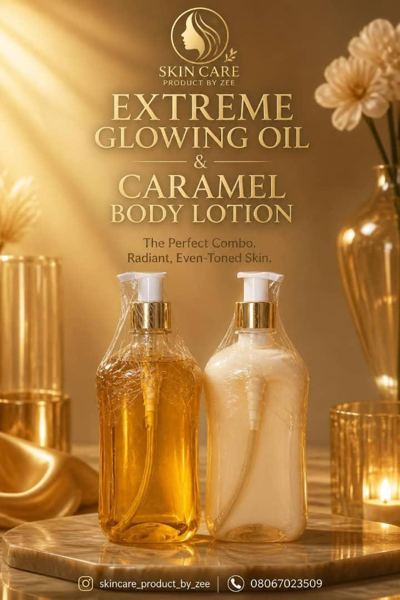 SKIN CARE
PRODUCT BY ZEE
EXTREME
GLOWING OIL
&
CARAMEL
BODY LOTION
The Perfect Combo.
Radiant, Even-Toned Skin.
skincare_product_by_zee | 08067023509